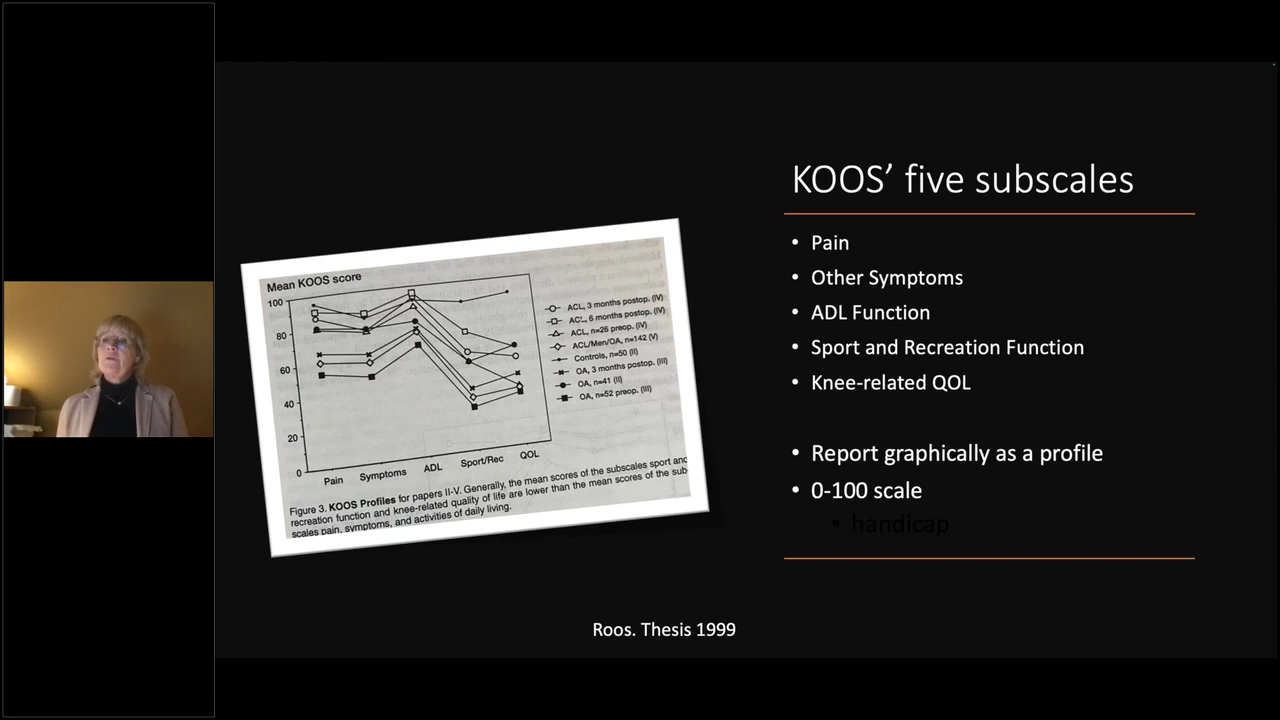 KOOS’ five subscales
• Pain
• Other Symptoms
• ADL Function
• Sport and Recreation Function
• Knee-related QOL
• Report graphically as a profile
• 0-100 scale
• handicap
Mean KOOS score
100
80
60
40
20
0
Pain
Symptoms
ADL
Sport/Rec
QOL
ACL, 3 months postop. (IV)
ACL, 6 months postop. (IV)
ACL, n=26 preop. (IV)
ACL/Men/OA, n=142 (V)
Controls, n=50 (II)
OA, 3 months postop. (III)
OA, n=41 (II)
OA, n=52 preop. (III)
Figure 3. KOOS Profiles for papers II-V. Generally, the mean scores of the subscales sport and
recreation function and knee-related quality of life are lower than the mean scores of the sub-
scales pain, symptoms, and activities of daily living.
Roos. Thesis 1999